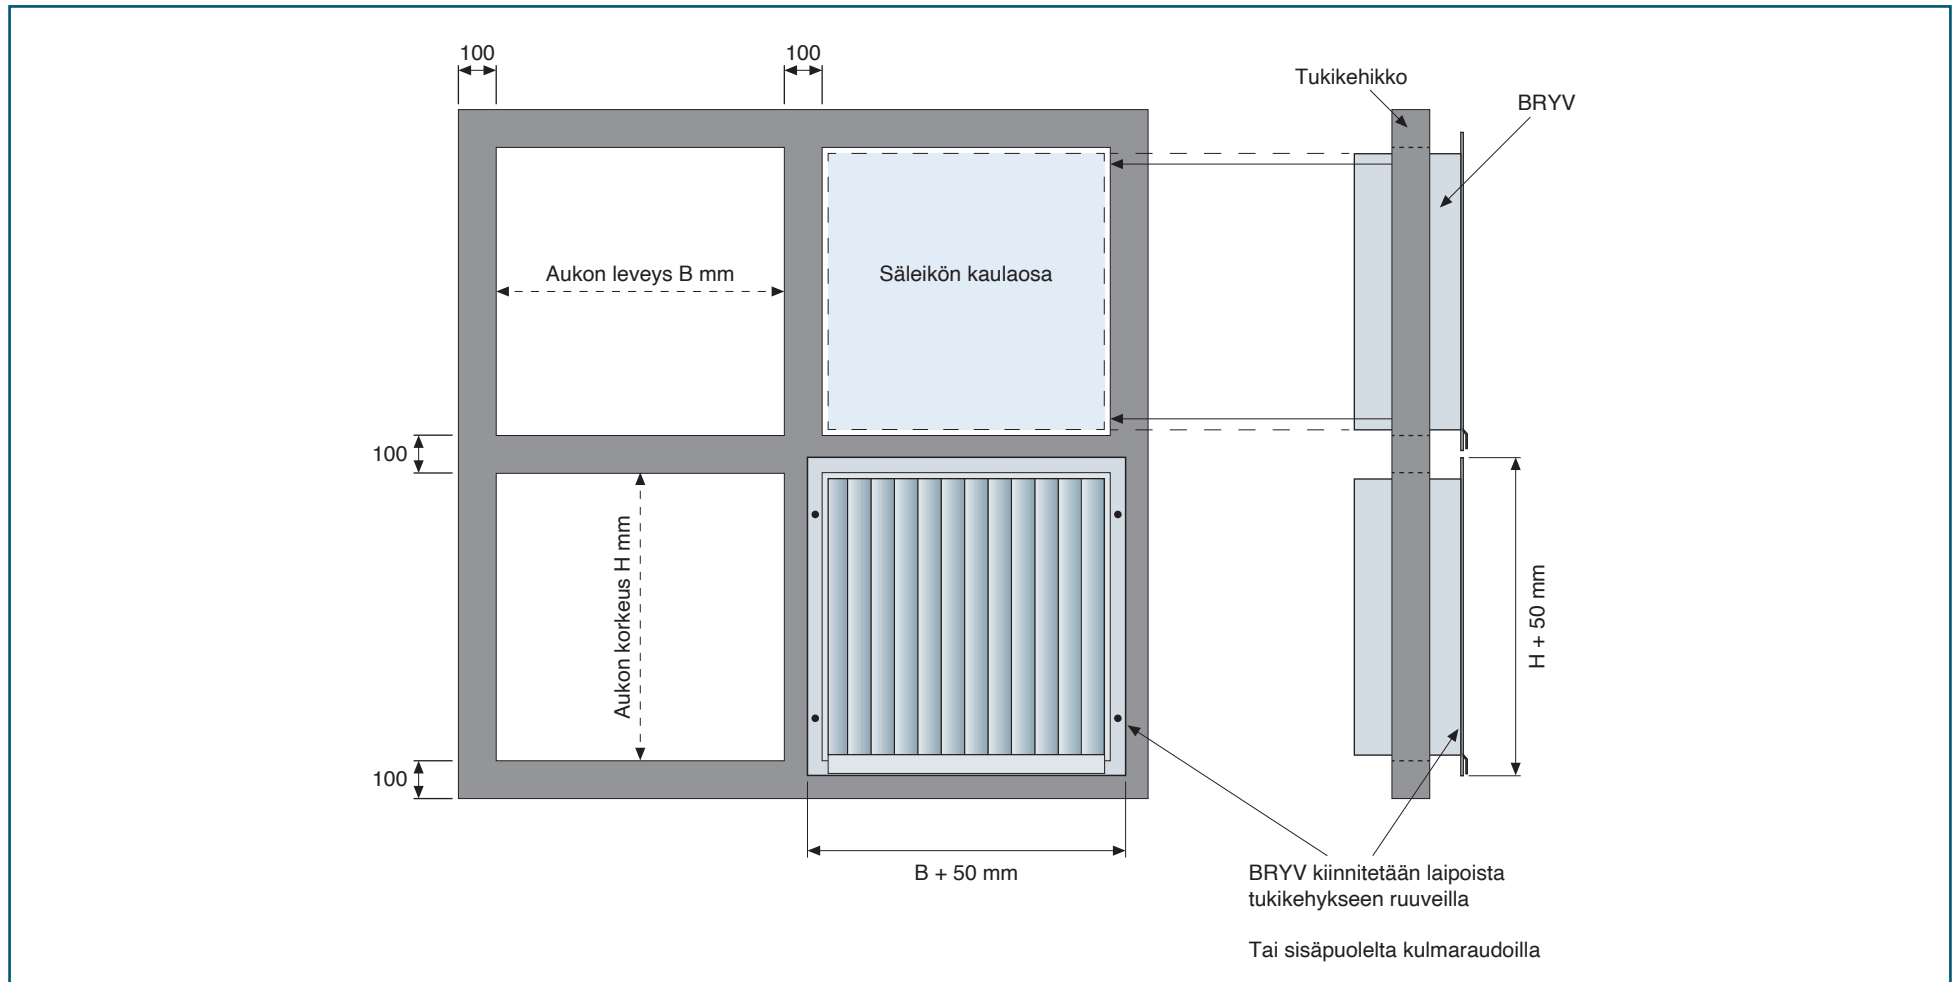 100
100
Tukikehikko
BRYV
Aukon leveys B mm
Säleikön kaulaosa
100
Aukon korkeus H mm
H + 50 mm
100
B + 50 mm
BRYV kiinnitetään laipoista
tukikehykseen ruuveilla
Tai sisäpuolelta kulmaraudoilla